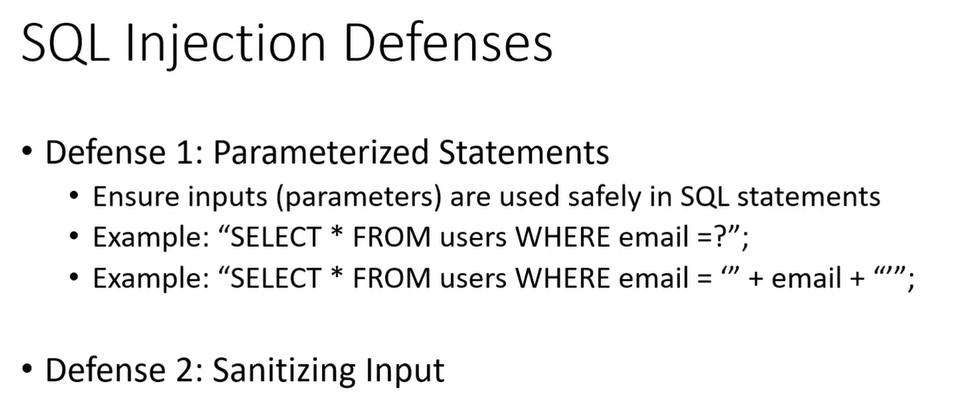 SQL Injection Defenses
• Defense 1: Parameterized Statements
• Ensure inputs (parameters) are used safely in SQL statements
• Example: “SELECT * FROM users WHERE email =?”;
• Example: “SELECT * FROM users WHERE email = ‘” + email + “’”;
• Defense 2: Sanitizing Input